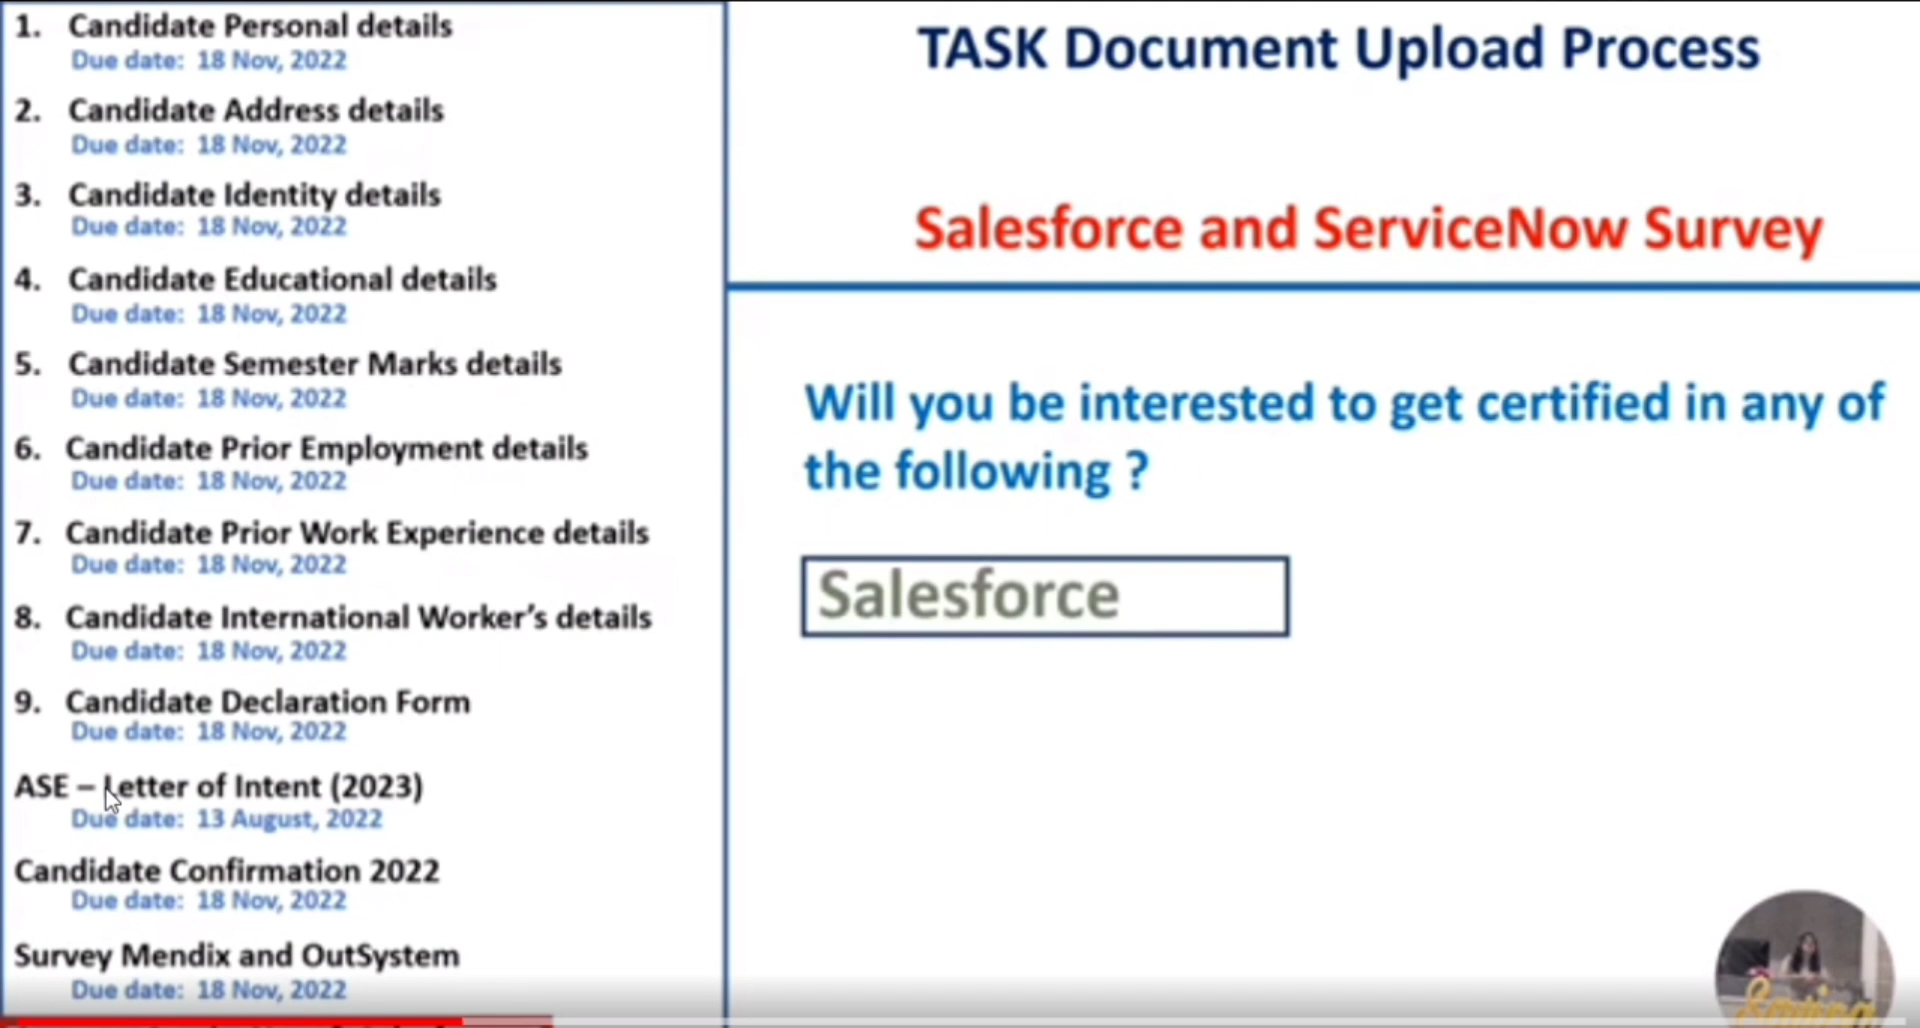 1. Candidate Personal details
Due date: 18 Nov, 2022
2. Candidate Address details
Due date: 18 Nov, 2022
3. Candidate Identity details
Due date: 18 Nov, 2022
4. Candidate Educational details
Due date: 18 Nov, 2022
5. Candidate Semester Marks details
Due date: 18 Nov, 2022
6. Candidate Prior Employment details
Due date: 18 Nov, 2022
7. Candidate Prior Work Experience details
Due date: 18 Nov, 2022
8. Candidate International Worker's details
Due date: 18 Nov, 2022
9. Candidate Declaration Form
Due date: 18 Nov, 2022
ASE – Letter of Intent (2023)
Due date: 13 August, 2022
Candidate Confirmation 2022
Due date: 18 Nov, 2022
Survey Mendix and OutSystem
Due date: 18 Nov, 2022
TASK Document Upload Process
Salesforce and ServiceNow Survey
Will you be interested to get certified in any of
the following ?
Salesforce